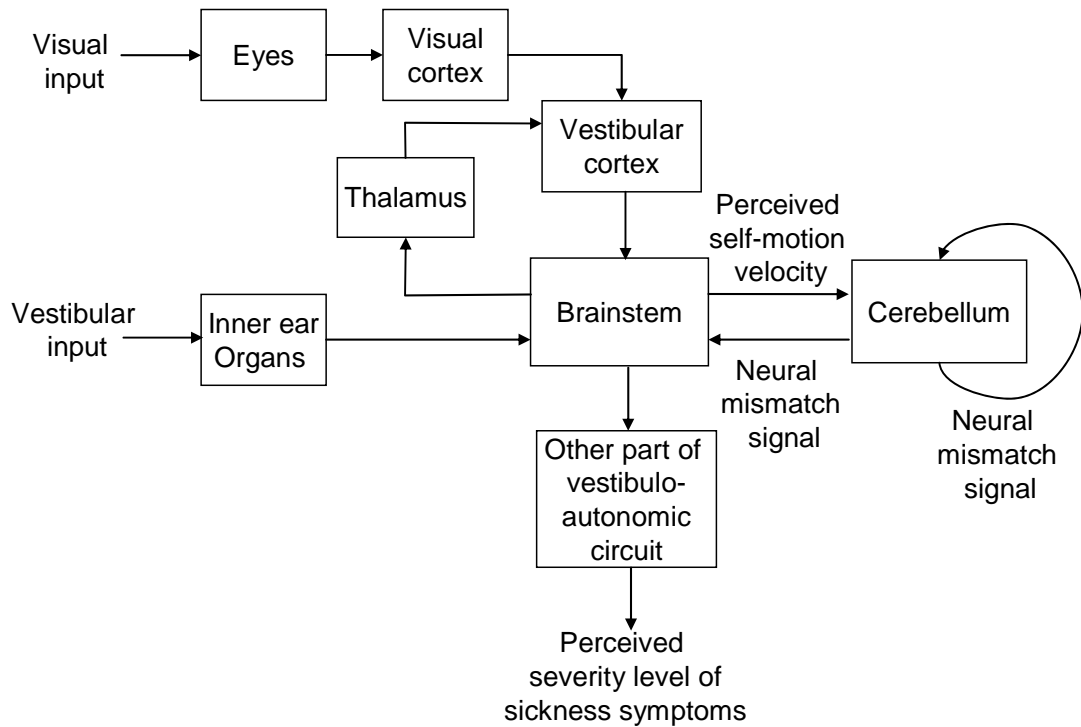 Visual
input
Eyes
Visual
cortex
Vestibular
cortex
Thalamus
Perceived
self-motion
velocity
Vestibular
input
Inner ear
Organs
Brainstem
Cerebellum
Neural
mismatch
signal
Neural
mismatch
signal
Other part of
vestibulo-
autonomic
circuit
Perceived
severity level of
sickness symptoms